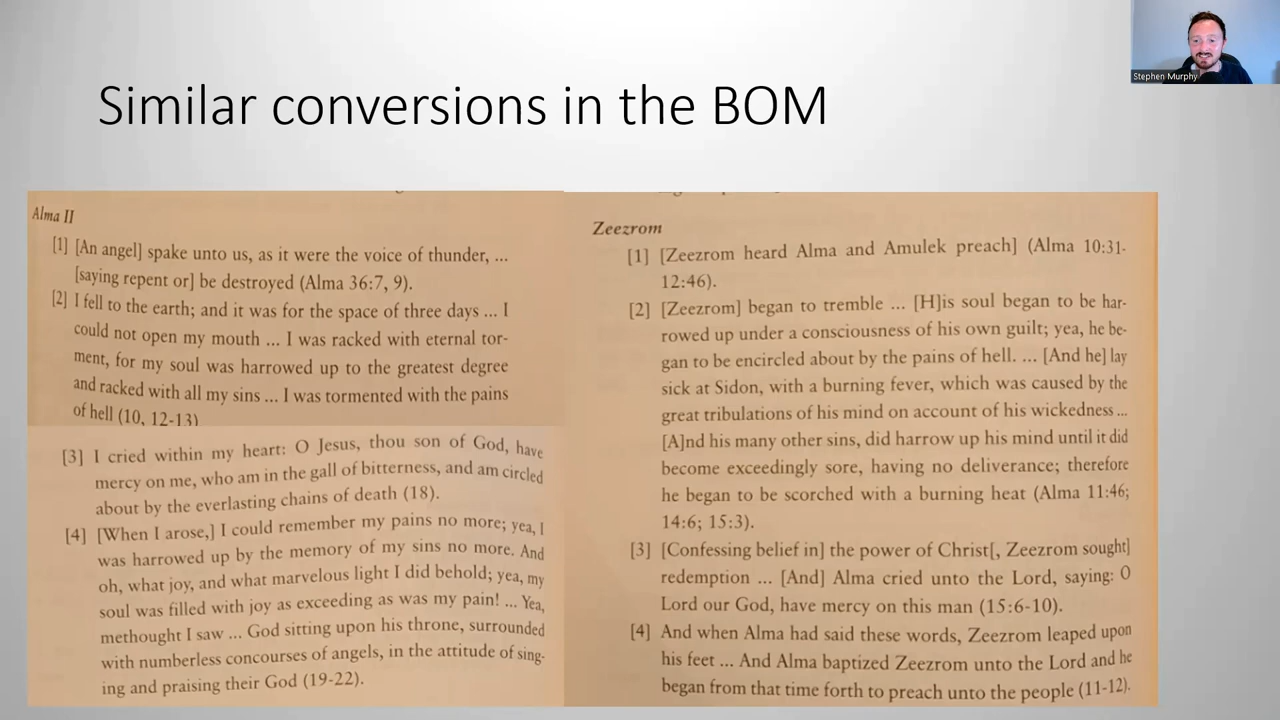 Stephen Murphy
Similar conversions in the BOM
Alma II
[1] [An angel] spake unto us, as it were the voice of thunder, ...
[saying repent or] be destroyed (Alma 36:7, 9).
[2] I fell to the earth; and it was for the space of three days ... I
could not open my mouth ... I was racked with eternal tor-
ment, for my soul was harrowed up to the greatest degree
and racked with all my sins ... I was tormented with the pains
of hell (10, 12-13)
[3] I cried within my heart: O Jesus, thou son of God, have
mercy on me, who am in the gall of bitterness, and am circled
about by the everlasting chains of death (18).
[4] [When I arose,] I could remember my pains no more; yea, I
was harrowed up by the memory of my sins no more. And
oh, what joy, and what marvelous light I did behold; yea, my
soul was filled with joy as exceeding as was my pain! ... Yea,
methought I saw ... God sitting upon his throne, surrounded
with numberless concourses of angels, in the attitude of sing-
ing and praising their God (19-22).
Zeezrom
[1] [Zeezrom heard Alma and Amulek preach] (Alma 10:31-
12:46).
[2] [Zeezrom] began to tremble ... [H]is soul began to be har-
rowed up under a consciousness of his own guilt; yea, he be-
gan to be encircled about by the pains of hell. ... [And he] lay
sick at Sidon, with a burning fever, which was caused by the
great tribulations of his mind on account of his wickedness ...
[A]nd his many other sins, did harrow up his mind until it did
become exceedingly sore, having no deliverance; therefore
he began to be scorched with a burning heat (Alma 11:46;
14:6; 15:3).
[3] [Confessing belief in] the power of Christ[, Zeezrom sought]
redemption ... [And] Alma cried unto the Lord, saying: O
Lord our God, have mercy on this man (15:6-10).
[4] And when Alma had said these words, Zeezrom leaped upon
his feet ... And Alma baptized Zeezrom unto the Lord and he
began from that time forth to preach unto the people (11-12).